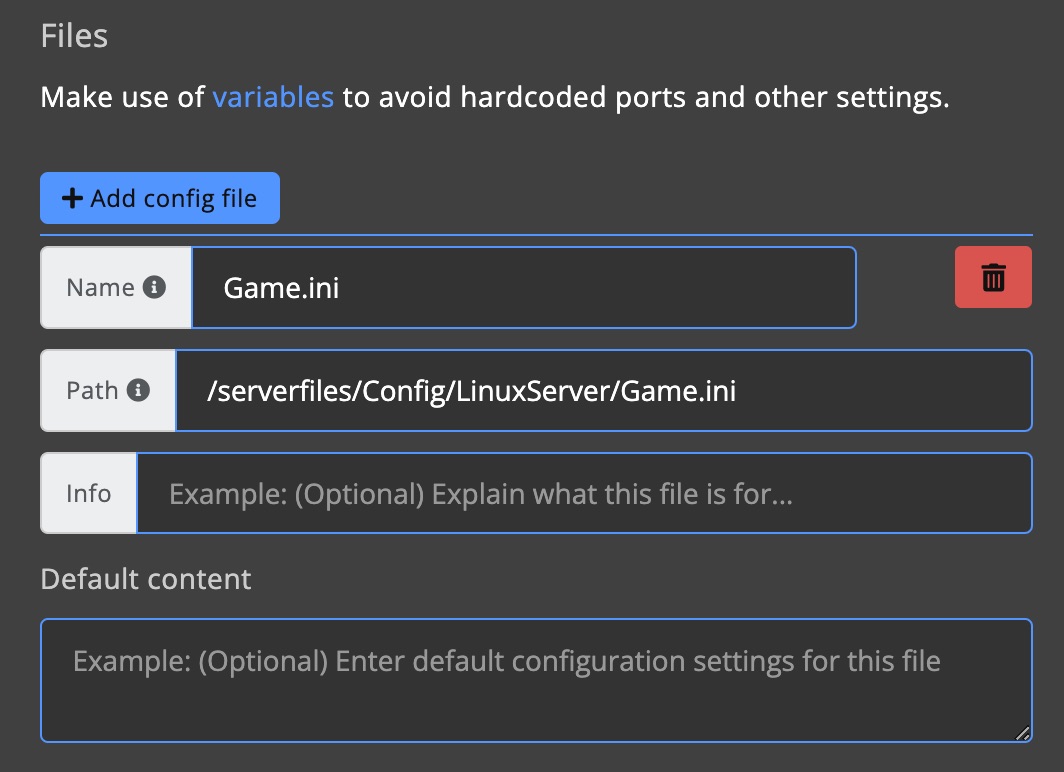 Files
Make use of variables to avoid hardcoded ports and other settings.
Add config file
Name Game.ini
Path /serverfiles/Config/LinuxServer/Game.ini
Info Example: (Optional) Explain what this file is for...
Default content
Example: (Optional) Enter default configuration settings for this file